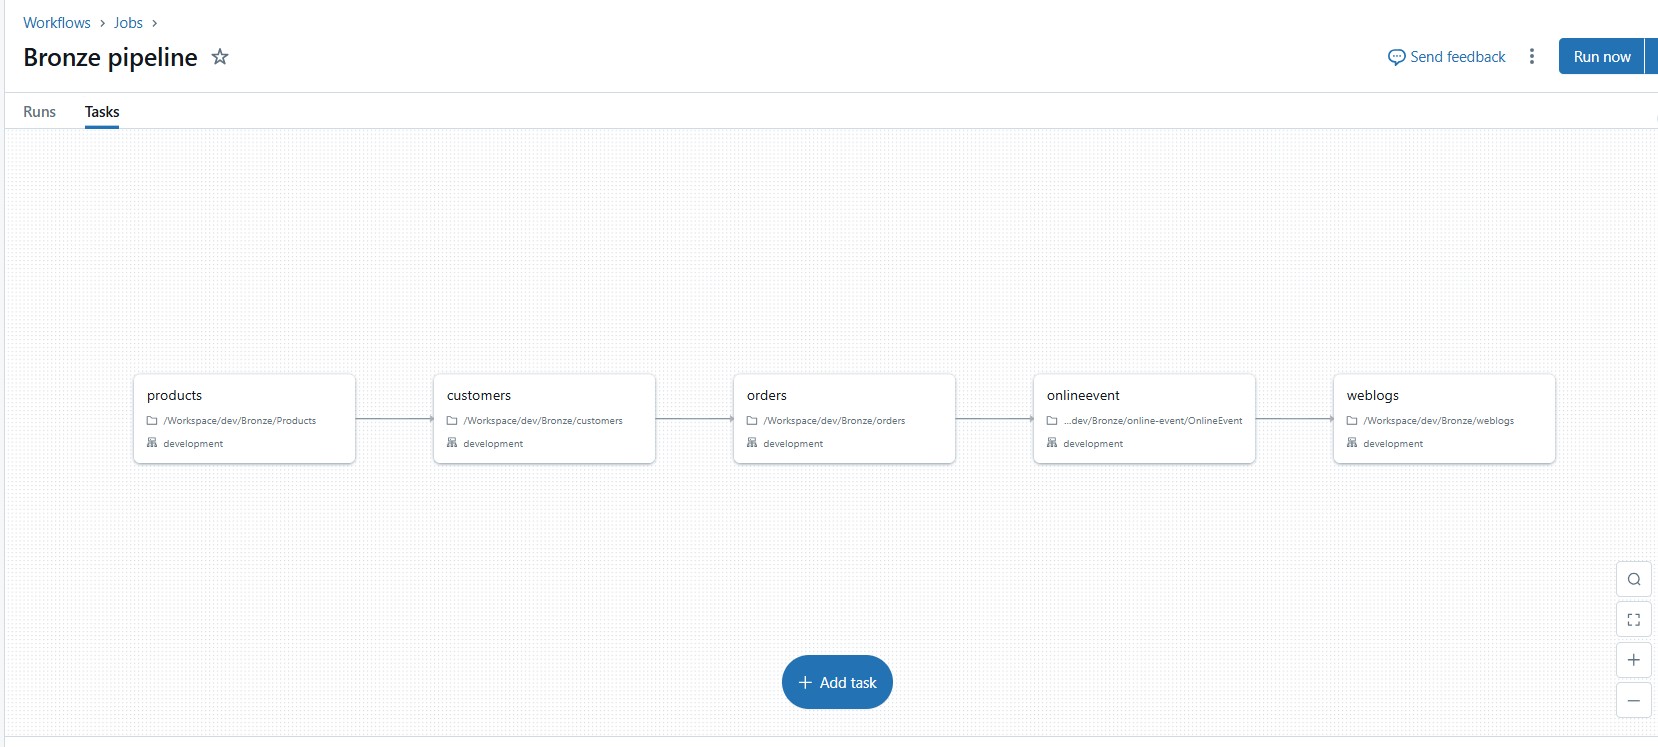 Workflows > Jobs >
Bronze pipeline
Send feedback
Run now
Runs
Tasks
products
/Workspace/dev/Bronze/Products
development
customers
/Workspace/dev/Bronze/customers
development
orders
/Workspace/dev/Bronze/orders
development
onlineevent
...dev/Bronze/online-event/OnlineEvent
development
weblogs
/Workspace/dev/Bronze/weblogs
development
+ Add task